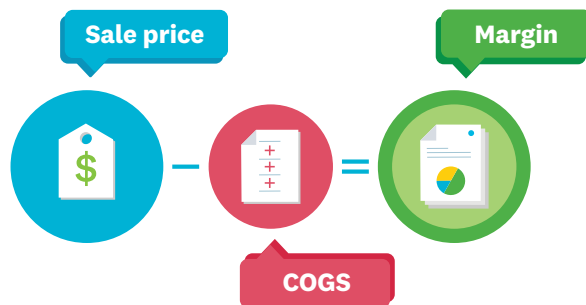 Sale price
Margin
$
−
+
+
+
=
COGS